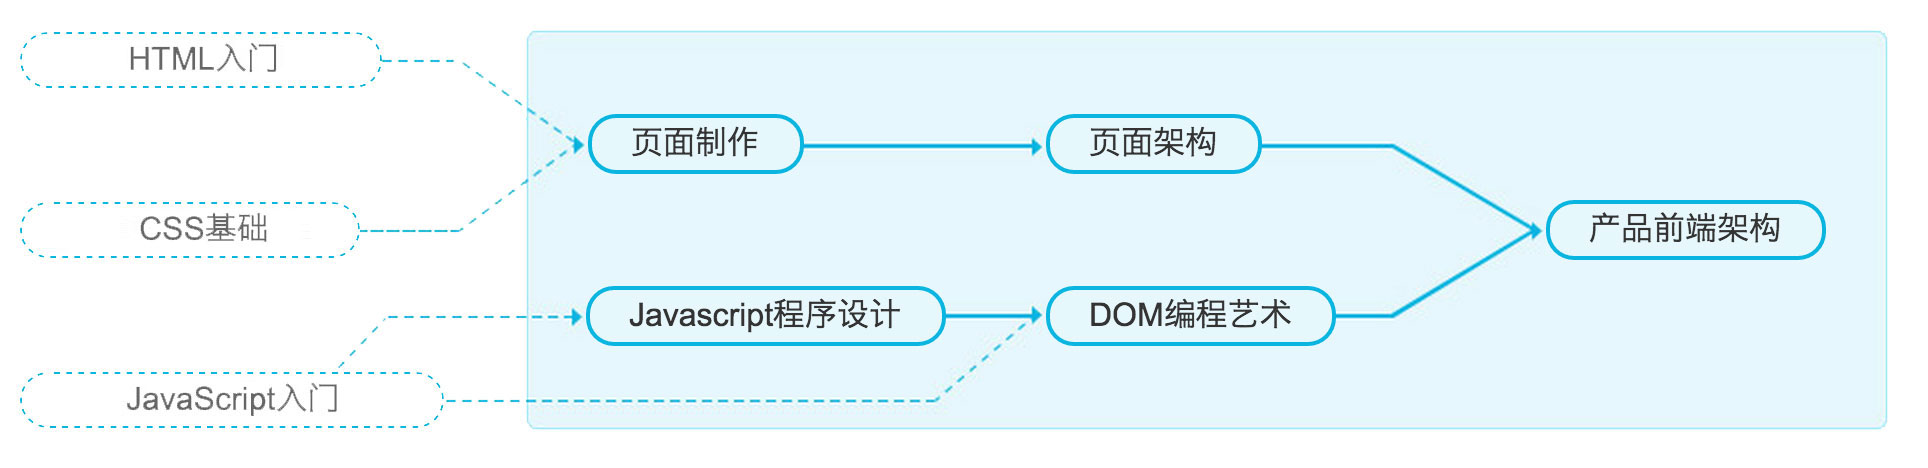 HTML入门
页面制作
页面架构
CSS基础
产品前端架构
Javascript程序设计
DOM编程艺术
JavaScript入门